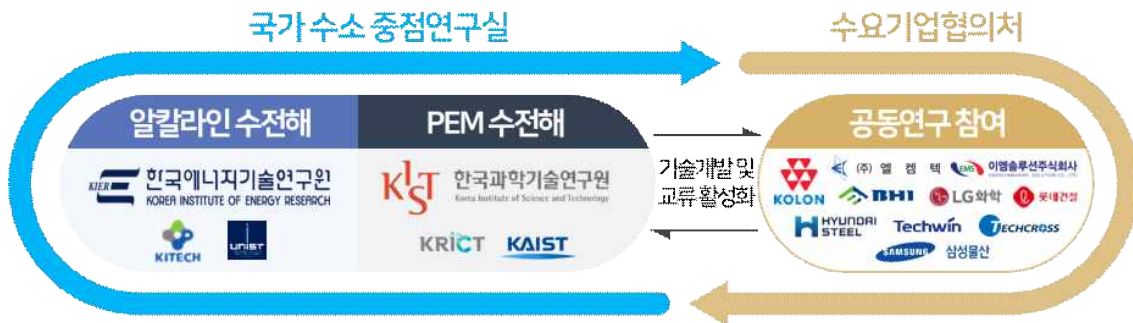 국가 수소 중점연구실
수요기업협의처
알칼라인 수전해
PEM 수전해
공동연구 참여
KIER 한국에너지기술연구원
KOREA INSTITUTE OF ENERGY RESEARCH
KITECH
UNIST
KIST 한국과학기술연구원
Korea Institute of Science and Technology
KRICT KAIST
기술개발 및
교류 활성화
KOLON
(주) 엘켐텍
EMS 이엠솔루션주식회사
BHI
LG화학
롯데건설
HYUNDAI
STEEL
Techwin
TECHCROSS
SAMSUNG 삼성물산